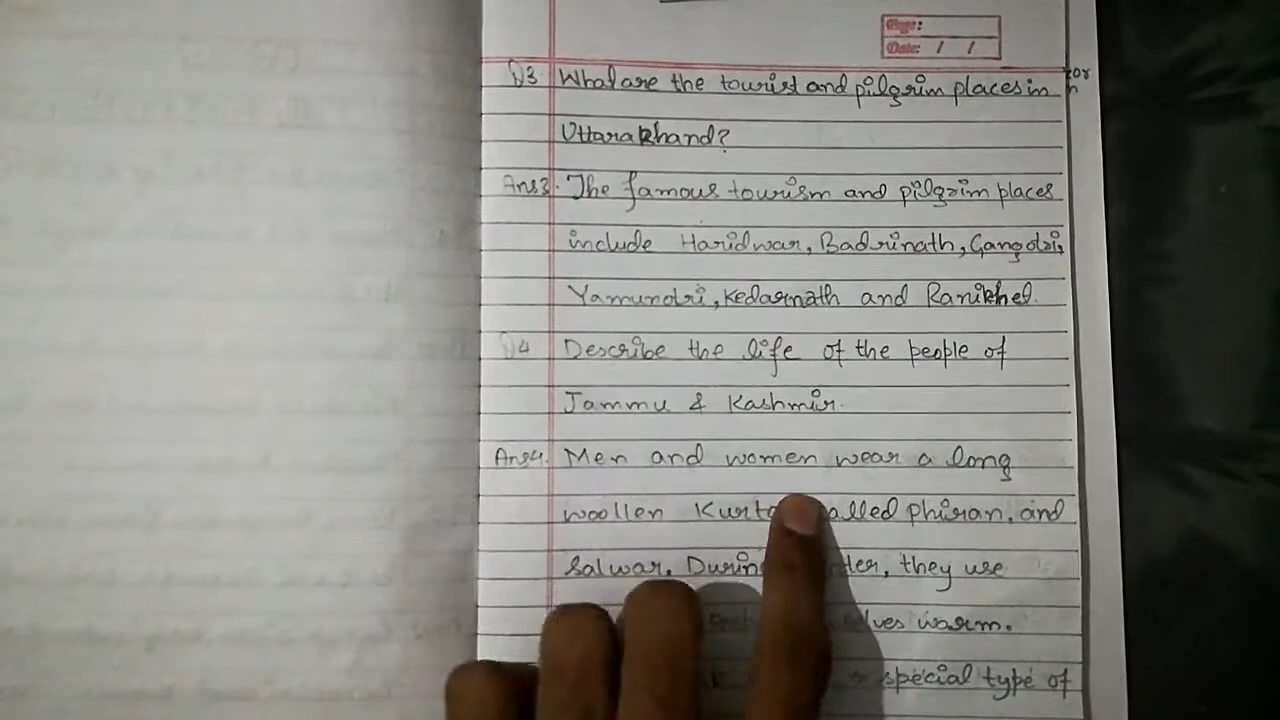 Page:
Date: / /
Q3 What are the tourist and pilgrim places in
Uttarakhand?
Ans3. The famous tourism and pilgrim places
include Haridwar, Badrinath, Gangotri,
Yamunotri, Kedarnath and Ranikhet.
Q4 Describe the life of the people of
Jammu & Kashmir.
Ans4. Men and women wear a long
woollen Kurta called phiran, and
salwar. During they use
warm.
special type of